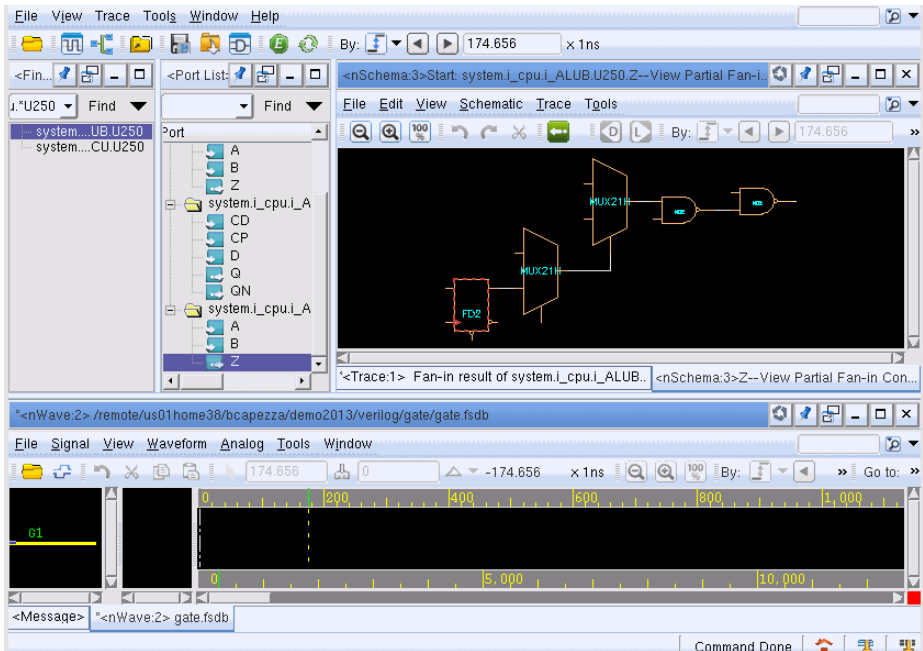 File View Trace Tools Window Help
By: 174.656 x 1ns
<Fin...
<Port List:
<nSchema:3>Start: system.i_cpu.i_ALUB.U250.Z--View Partial Fan-i..
ι.*U250 Find
Find
File Edit View Schematic Trace Tools
system....UB.U250
system....CU.U250
Port
100 %
D L By: 174.656 »
A
B
Z
system.i_cpu.i_A
CD
CP
D
Q
QN
system.i_cpu.i_A
A
B
Z
MUX21H
MUX21H
FD2
<Trace:1> Fan-in result of system.i_cpu.i_ALUB..
<nSchema:3>Z--View Partial Fan-in Con...
*<nWave:2> /remote/us01home38/bcapezza/demo2013/verilog/gate/gate.fsdb
File Signal View Waveform Analog Tools Window
174.656 0 -174.656 x 1ns 100 % By: » Go to: »
G1
0 200 400 600 800 1,000
0 5,000 10,000
<Message> *<nWave:2> gate.fsdb
Command Done